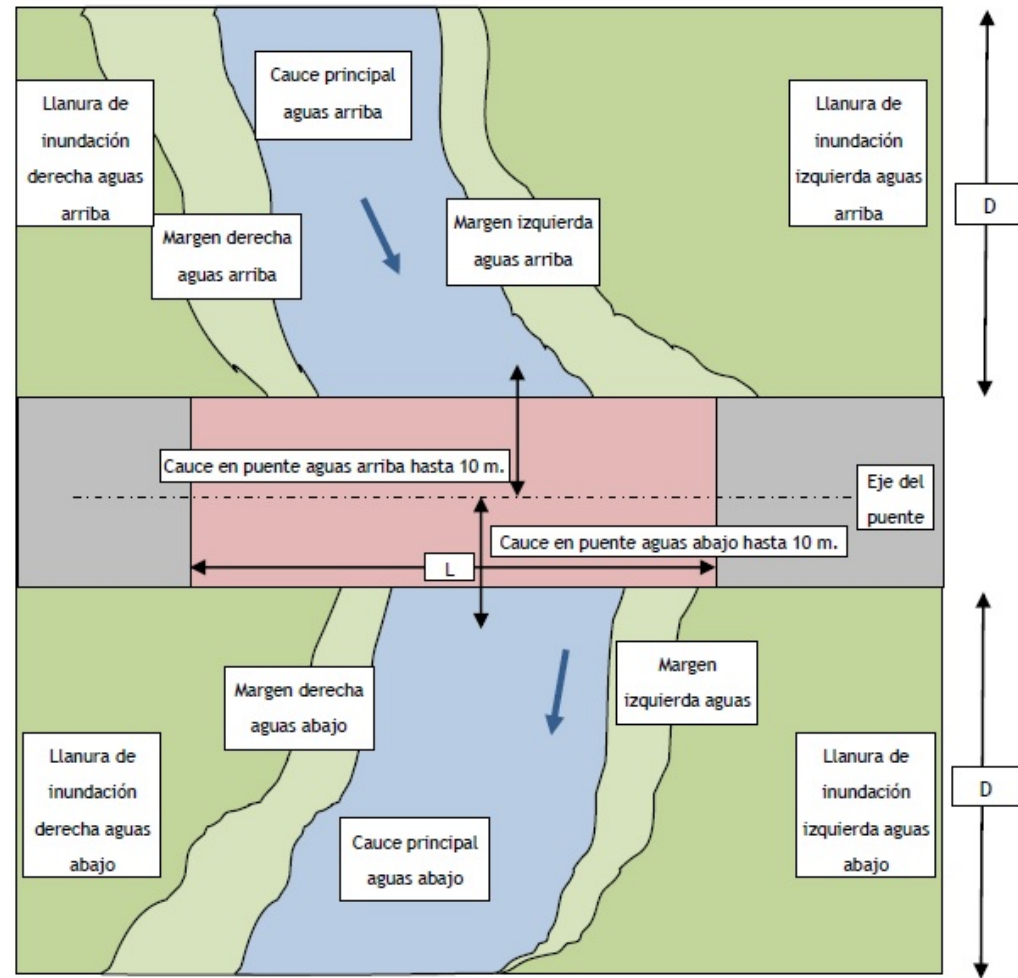 Cauce principal
aguas arriba
Llanura de
inundación
derecha aguas
arriba
Llanura de
inundación
izquierda aguas
arriba
D
Margen derecha
aguas arriba
Margen izquierda
aguas arriba
Cauce en puente aguas arriba hasta 10 m.
Eje del
puente
Cauce en puente aguas abajo hasta 10 m.
L
Margen derecha
aguas abajo
Margen
izquierda aguas
Llanura de
inundación
derecha aguas
abajo
Llanura de
inundación
izquierda aguas
abajo
D
Cauce principal
aguas abajo